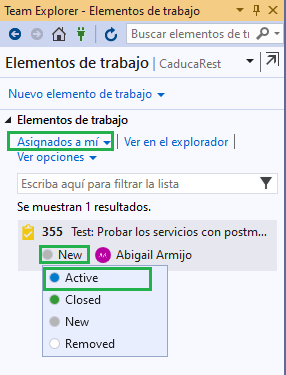 Team Explorer - Elementos de trabajo
Buscar elementos de tr
Elementos de trabajo | CaducaRest
Nuevo elemento de trabajo
Elementos de trabajo
Asignados a mí Ver en el explorador
Ver opciones
Escriba aquí para filtrar la lista
Se muestran 1 resultados.
355 Test: Probar los servicios con postm...
New AA Abigail Armijo
Active
Closed
New
Removed